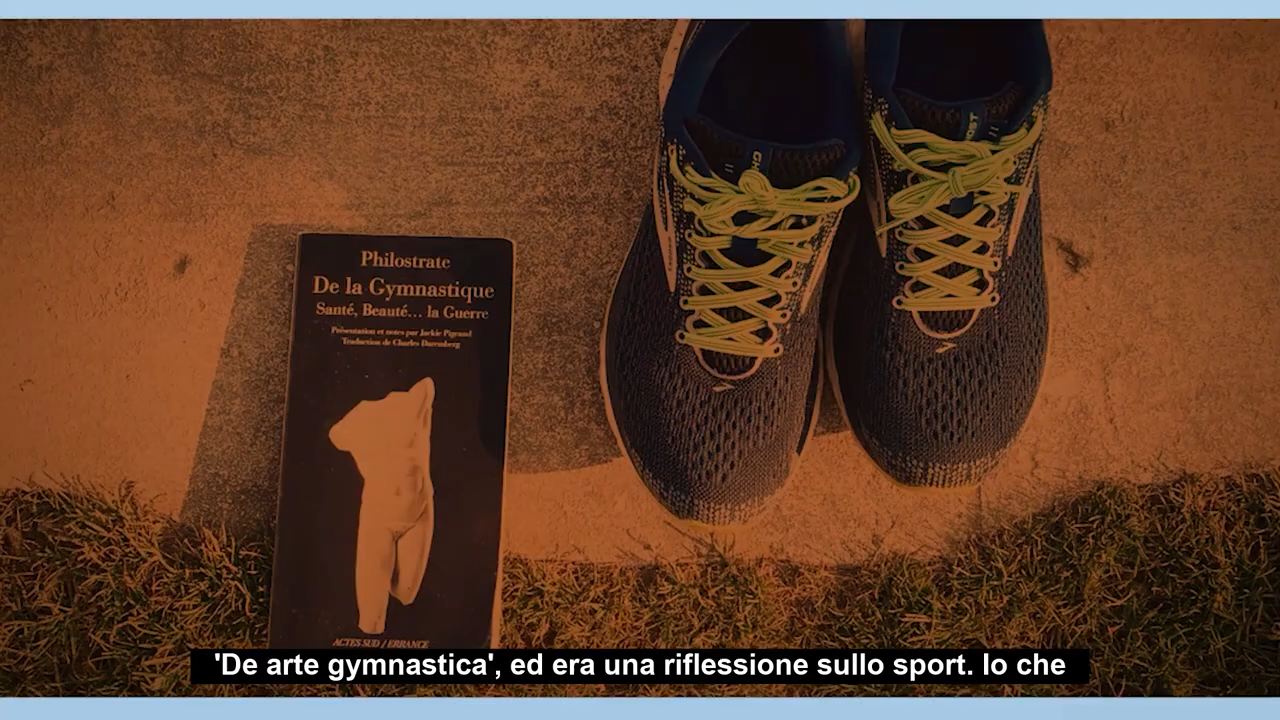 Philostrate
De la Gymnastique
Santé, Beauté... la Guerre
Présentation et notes par Jackie Pigeaud
Traduction de Charles Daremberg
ACTES SUD / ERRANCE
GHOST
'De arte gymnastica', ed era una riflessione sullo sport. Io che